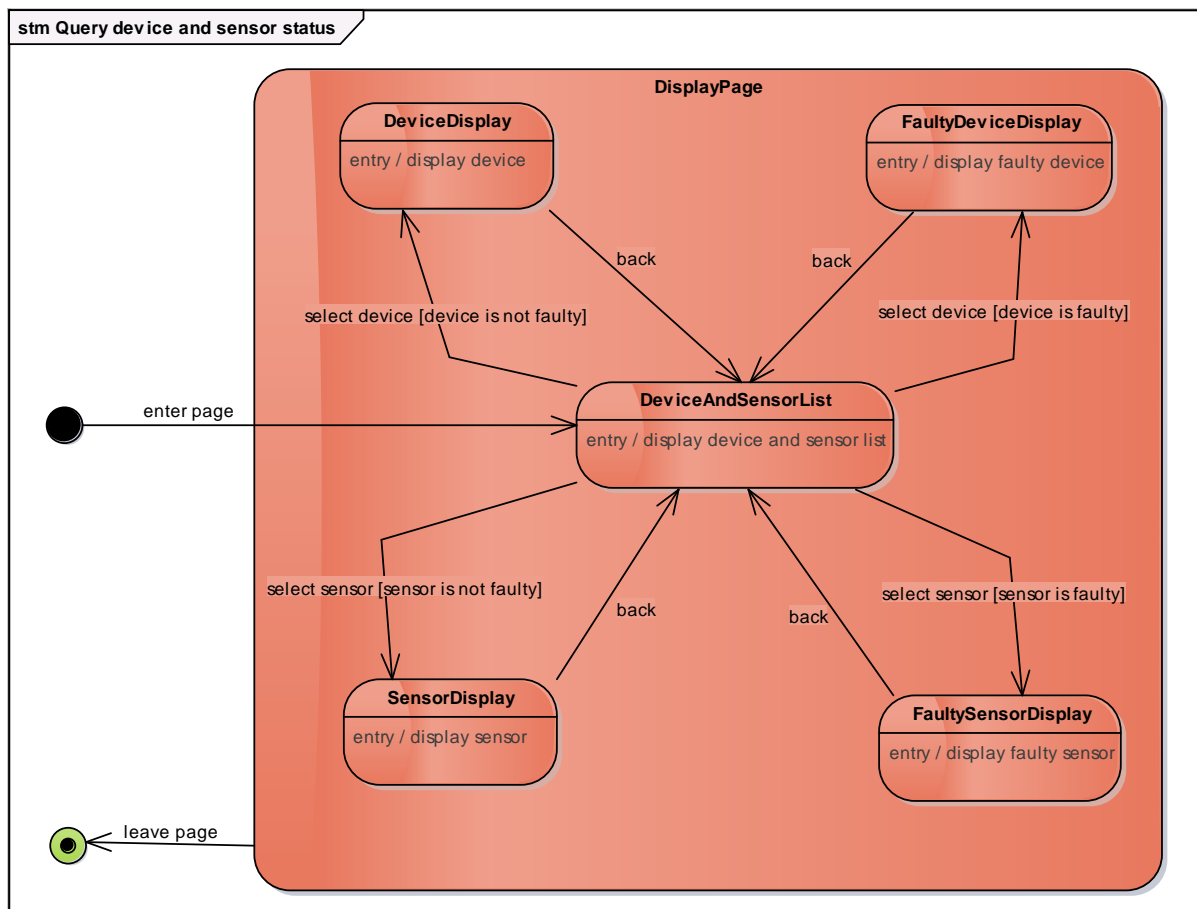 stm Query device and sensor status
DisplayPage
DeviceDisplay
entry / display device
FaultyDeviceDisplay
entry / display faulty device
back
back
select device [device is not faulty]
select device [device is faulty]
DeviceAndSensorList
entry / display device and sensor list
enter page
select sensor [sensor is not faulty]
select sensor [sensor is faulty]
back
back
SensorDisplay
entry / display sensor
FaultySensorDisplay
entry / display faulty sensor
leave page